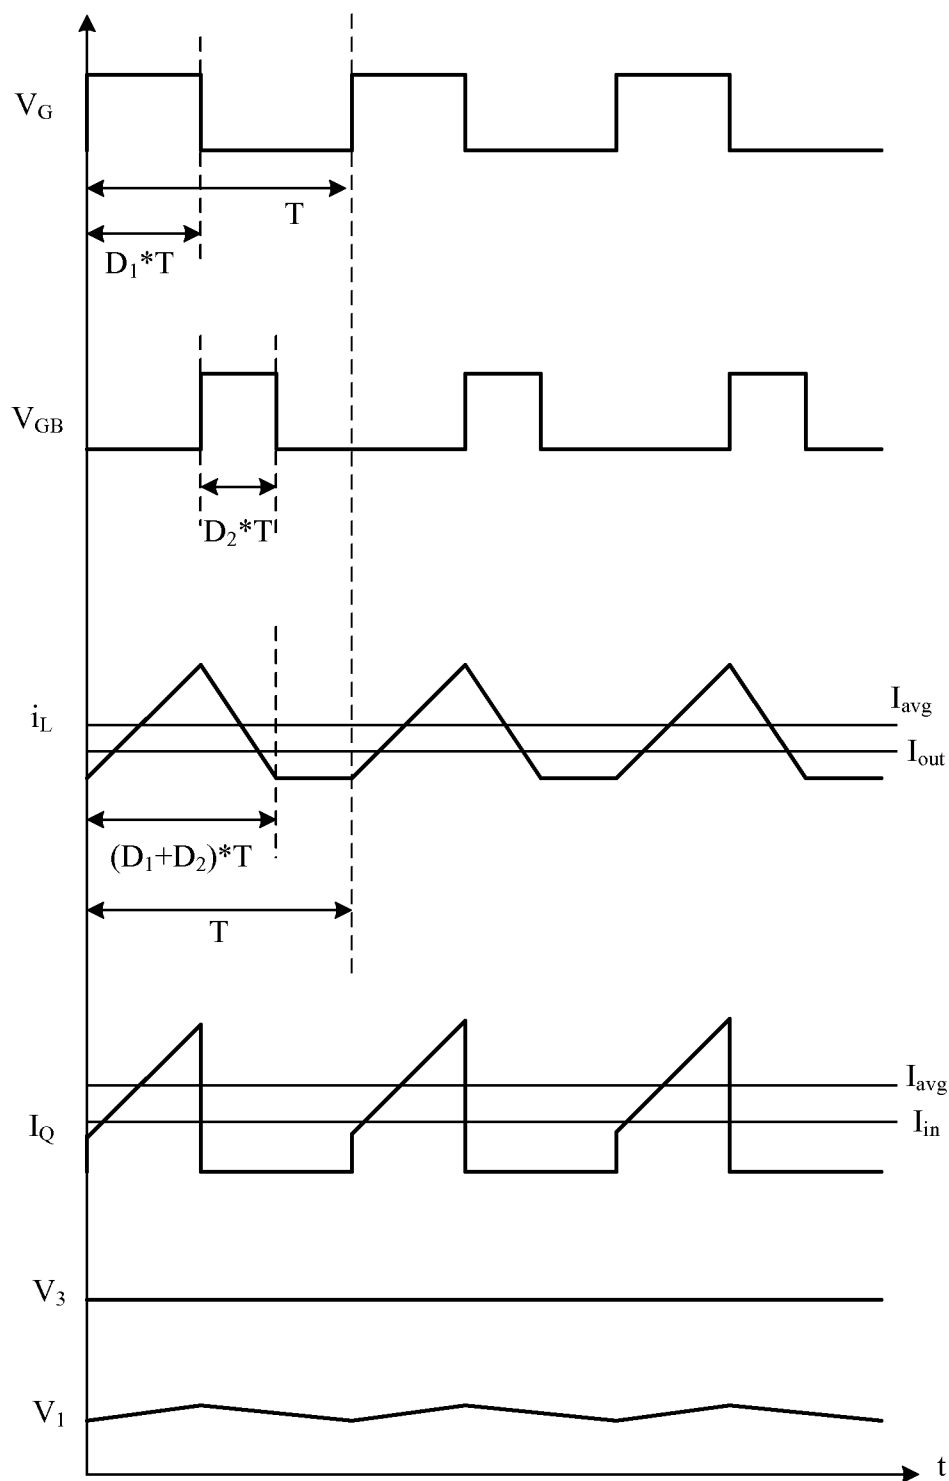 V_G
T
D_1*T
V_GB
D_2*T
i_L
I_avg
I_out
(D_1+D_2)*T
T
I_Q
I_avg
I_in
V_3
V_1
t